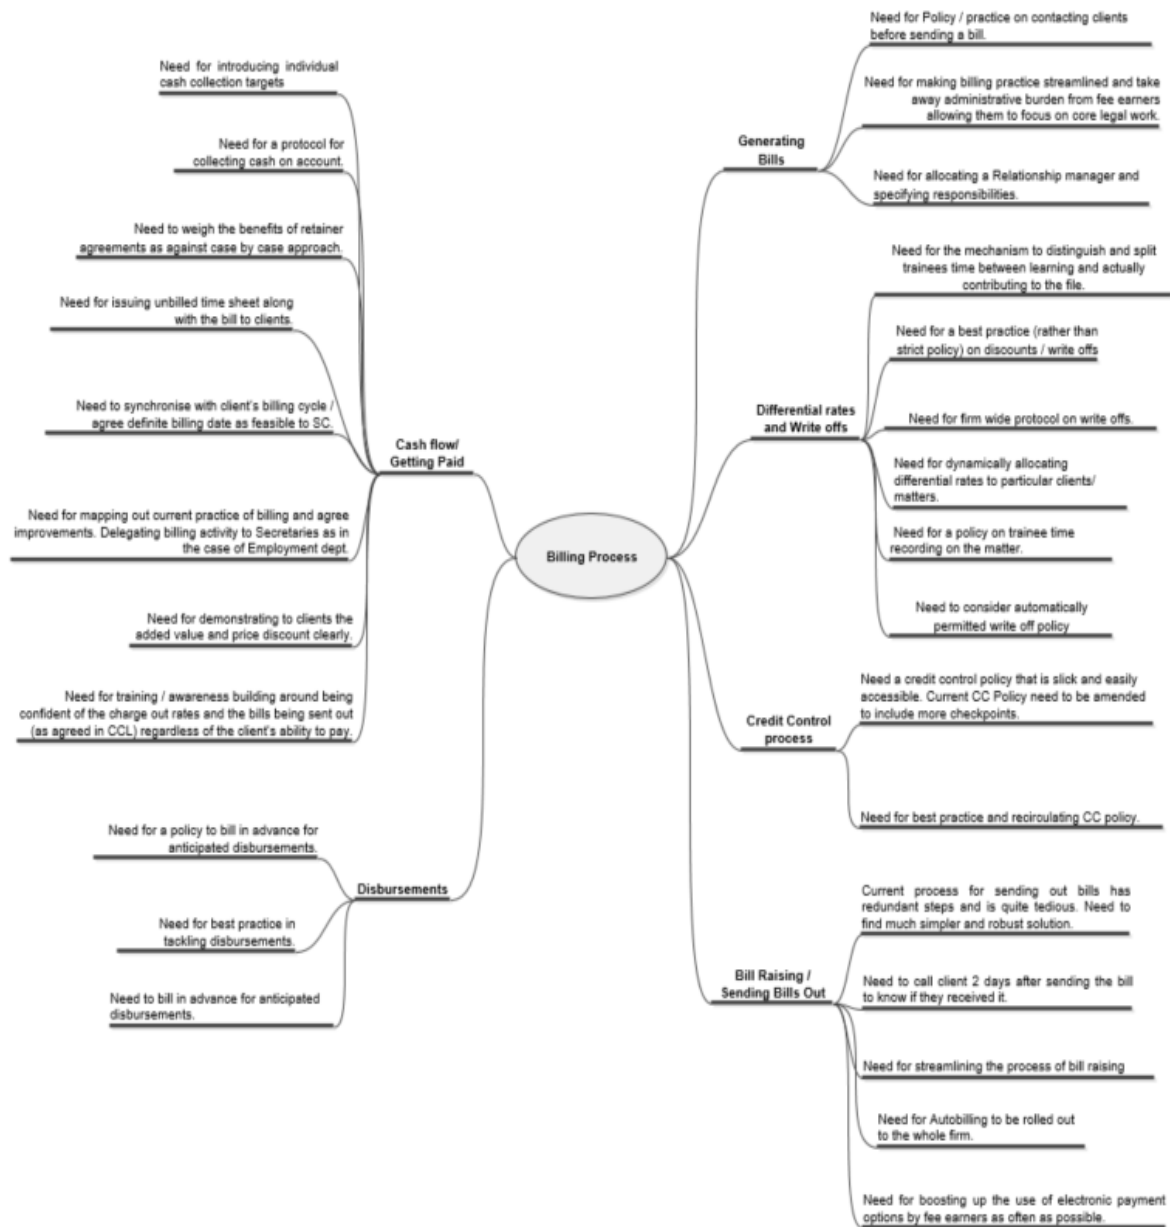 Need for introducing individual
cash collection targets
Need for a protocol for
collecting cash on account.
Need to weigh the benefits of retainer
agreements as against case by case approach.
Need for issuing unbilled time sheet along
with the bill to clients.
Need to synchronise with client's billing cycle /
agree definite billing date as feasible to SC.
Cash flow/
Getting Paid
Need for mapping out current practice of billing and agree
improvements. Delegating billing activity to Secretaries as in
the case of Employment dept.
Need for demonstrating to clients the
added value and price discount clearly.
Need for training / awareness building around being
confident of the charge out rates and the bills being sent out
(as agreed in CCL) regardless of the client's ability to pay.
Need for a policy to bill in advance for
anticipated disbursements.
Disbursements
Need for best practice in
tackling disbursements.
Need to bill in advance for anticipated
disbursements.
Billing Process
Need for Policy / practice on contacting clients
before sending a bill.
Need for making billing practice streamlined and take
away administrative burden from fee earners
allowing them to focus on core legal work.
Generating
Bills
Need for allocating a Relationship manager and
specifying responsibilities.
Need for the mechanism to distinguish and split
trainees time between learning and actually
contributing to the file.
Need for a best practice (rather than
strict policy) on discounts / write offs
Differential rates
and Write offs
Need for firm wide protocol on write offs.
Need for dynamically allocating
differential rates to particular clients/
matters.
Need for a policy on trainee time
recording on the matter.
Need to consider automatically
permitted write off policy
Need a credit control policy that is slick and easily
accessible. Current CC Policy need to be amended
to include more checkpoints.
Credit Control
process
Need for best practice and recirculating CC policy.
Current process for sending out bills has
redundant steps and is quite tedious. Need to
find much simpler and robust solution.
Bill Raising /
Sending Bills Out
Need to call client 2 days after sending the bill
to know if they received it.
Need for streamlining the process of bill raising
Need for Autobilling to be rolled out
to the whole firm.
Need for boosting up the use of electronic payment
options by fee earners as often as possible.